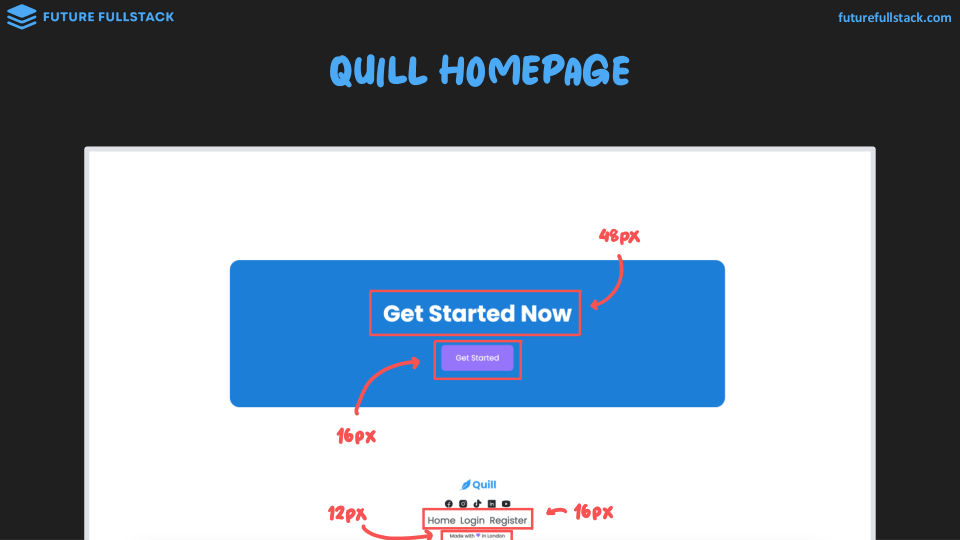 FUTURE FULLSTACK
futurefullstack.com
QUILL HOMEPAGE
48px
Get Started Now
Get Started
16px
Quill
12px
Home Login Register
16px
Made with 💜 in London